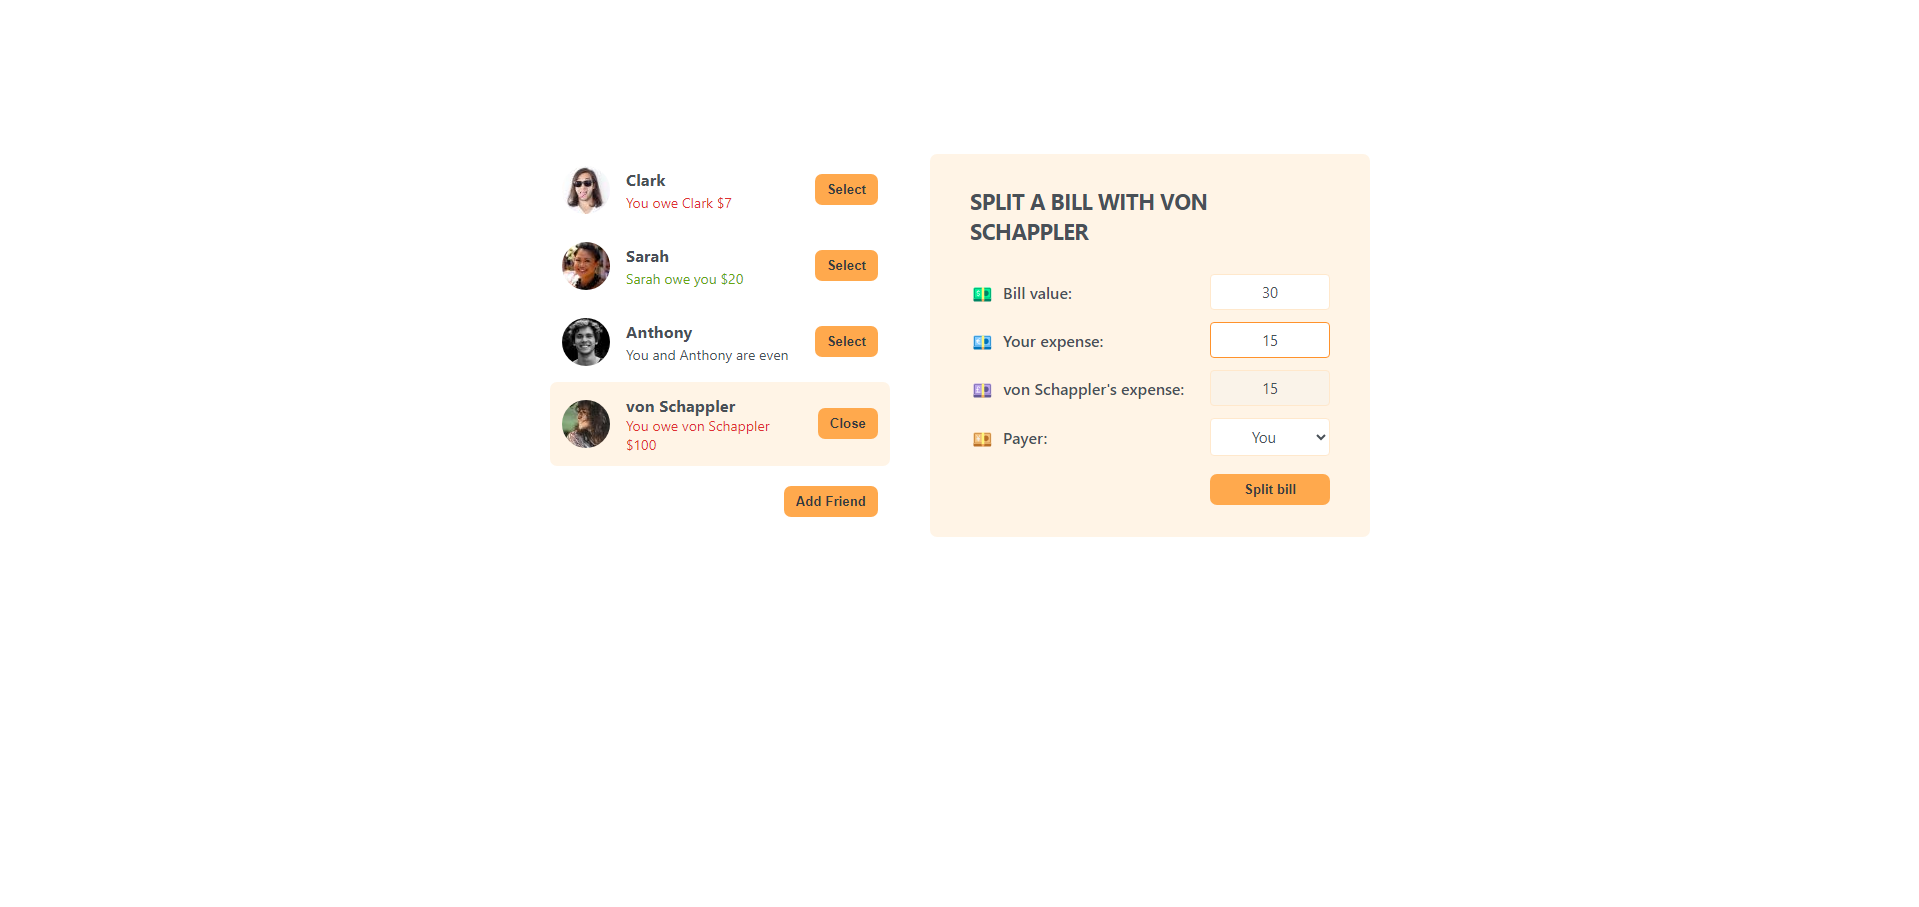 Clark
You owe Clark $7
Select
Sarah
Sarah owe you $20
Select
Anthony
You and Anthony are even
Select
von Schappler
You owe von Schappler
$100
Close
Add Friend
SPLIT A BILL WITH VON
SCHAPPLER
Bill value:
30
Your expense:
15
von Schappler's expense:
15
Payer:
You
Split bill